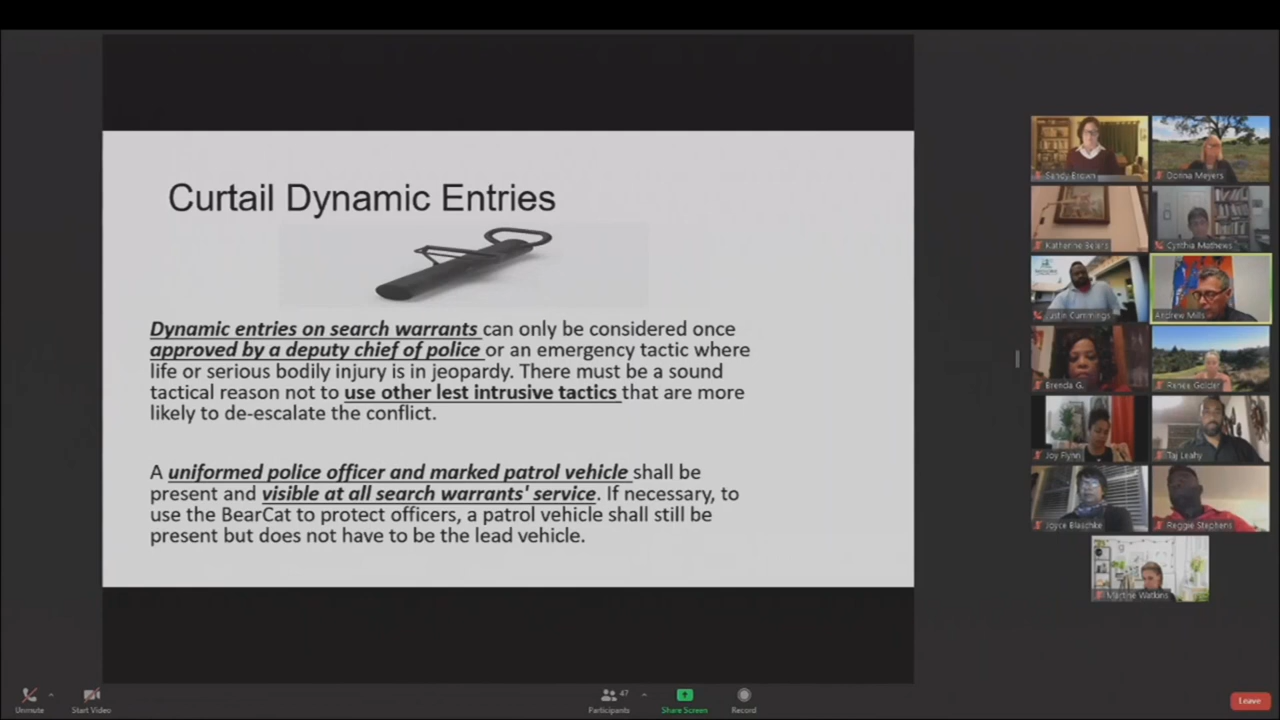 Curtail Dynamic Entries
Dynamic entries on search warrants can only be considered once
approved by a deputy chief of police or an emergency tactic where
life or serious bodily injury is in jeopardy. There must be a sound
tactical reason not to use other lest intrusive tactics that are more
likely to de-escalate the conflict.
A uniformed police officer and marked patrol vehicle shall be
present and visible at all search warrants' service. If necessary, to
use the BearCat to protect officers, a patrol vehicle shall still be
present but does not have to be the lead vehicle.
Sandy Brown
Donna Meyers
Katherine Beiers
Cynthia Mathews
Justin Cummings
Andrew Mills
Brenda G.
Renee Golder
Joy Flynn
Taj Leahy
Joyce Blaschke
Reggie Stephens
Martine Watkins
Unmute
Start Video
47
Participants
Share Screen
Record
Leave